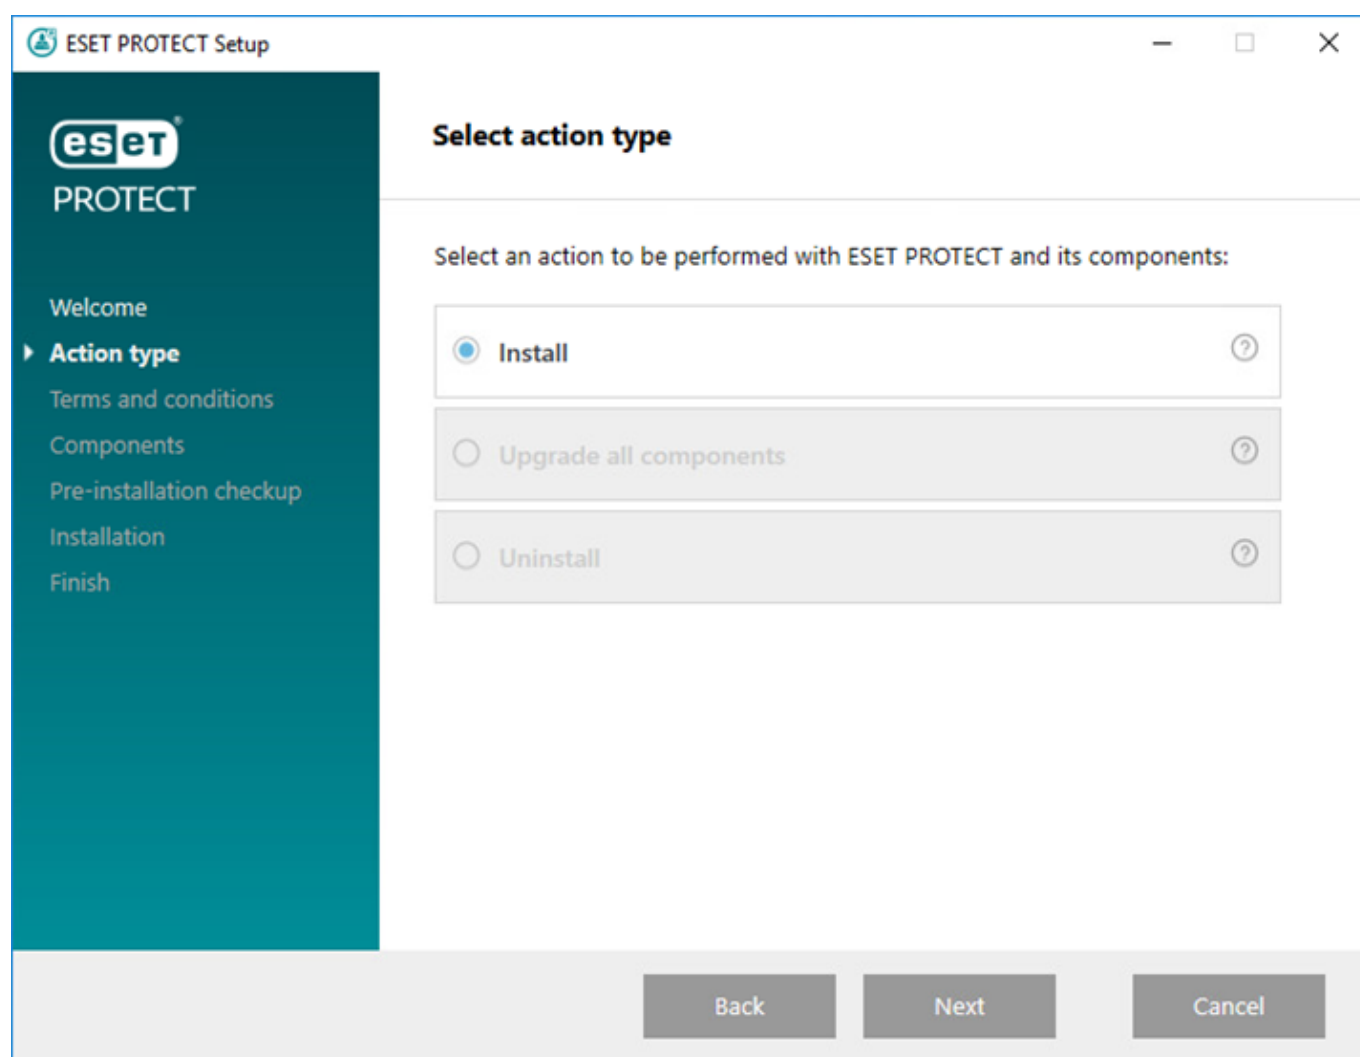 ESET PROTECT Setup
eseT®
PROTECT
Welcome
Action type
Terms and conditions
Components
Pre-installation checkup
Installation
Finish
Select action type
Select an action to be performed with ESET PROTECT and its components:
Install
Upgrade all components
Uninstall
Back Next Cancel